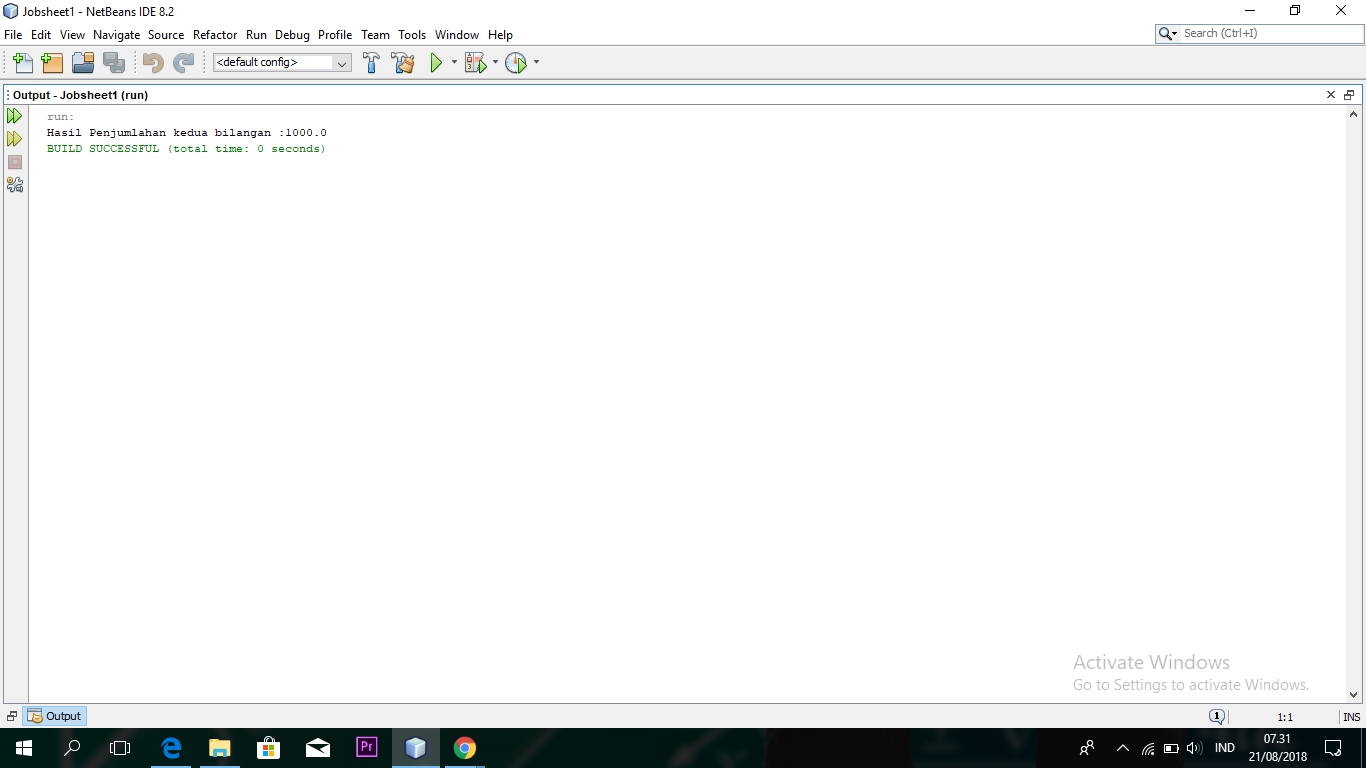 Jobsheet1 - NetBeans IDE 8.2
File Edit View Navigate Source Refactor Run Debug Profile Team Tools Window Help
Search (Ctrl+I)
<default config>
Output - Jobsheet1 (run)
run:
Hasil Penjumlahan kedua bilangan :1000.0
BUILD SUCCESSFUL (total time: 0 seconds)
Activate Windows
Go to Settings to activate Windows.
Output
1
1:1
INS
Pr
IND
07.31
21/08/2018